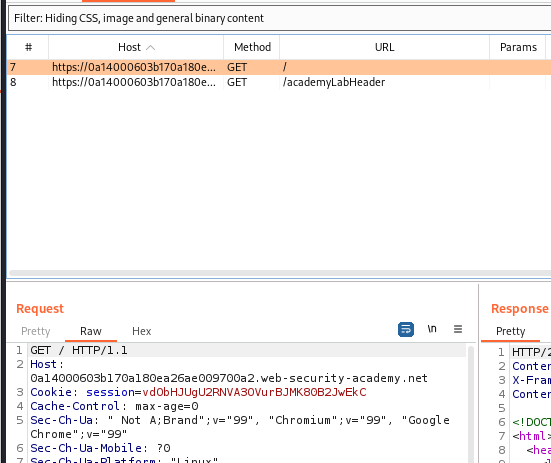 Filter: Hiding CSS, image and general binary content
# Host Method URL Params
7 https://0a14000603b170a180e... GET /
8 https://0a14000603b170a180e... GET /academyLabHeader
Request
Pretty Raw Hex \n
1 GET / HTTP/1.1
2 Host:
0a14000603b170a180ea26ae009700a2.web-security-academy.net
3 Cookie: session=vdObHJUgU2RNVA3OVurBJMK8OB2JwEkC
4 Cache-Control: max-age=0
5 Sec-Ch-Ua: " Not A;Brand";v="99", "Chromium";v="99", "Google
Chrome";v="99"
6 Sec-Ch-Ua-Mobile: ?0
7 Sec-Ch-Ua-Platform: "Linux"
Response
Pretty
1 HTTP/2
2 Conten
3 X-Fram
4 Conten
5
6 <!DOCT
7 <html>
8 <hea
9